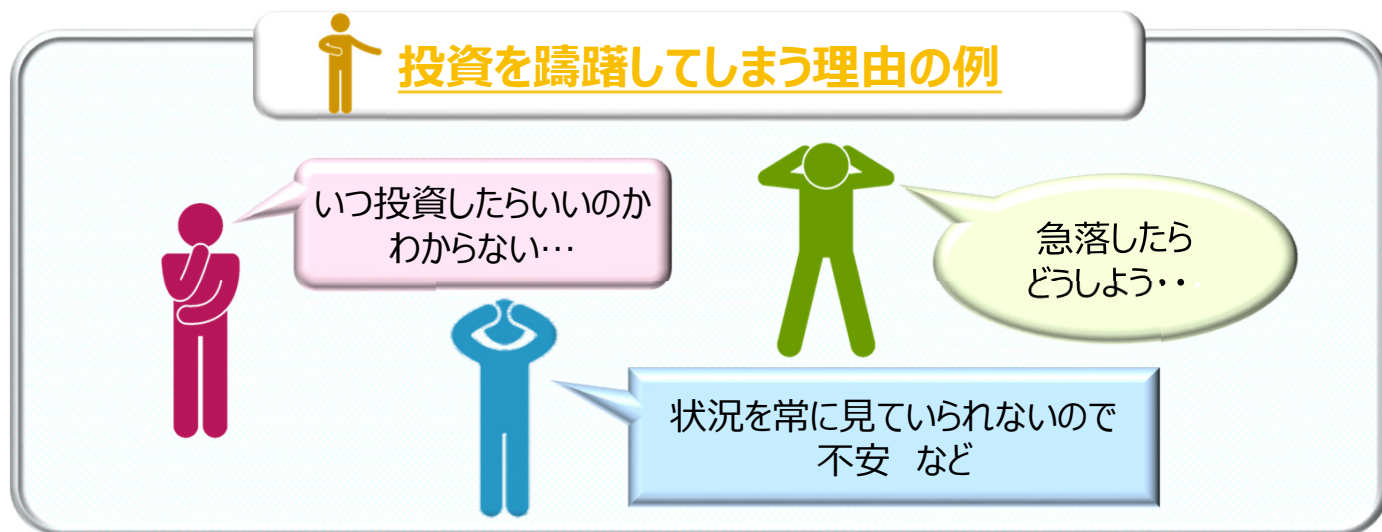 投資を躊躇してしまう理由の例
いつ投資したらいいのか
わからない…
急落したら
どうしよう・・
状況を常に見ていられないので
不安 など